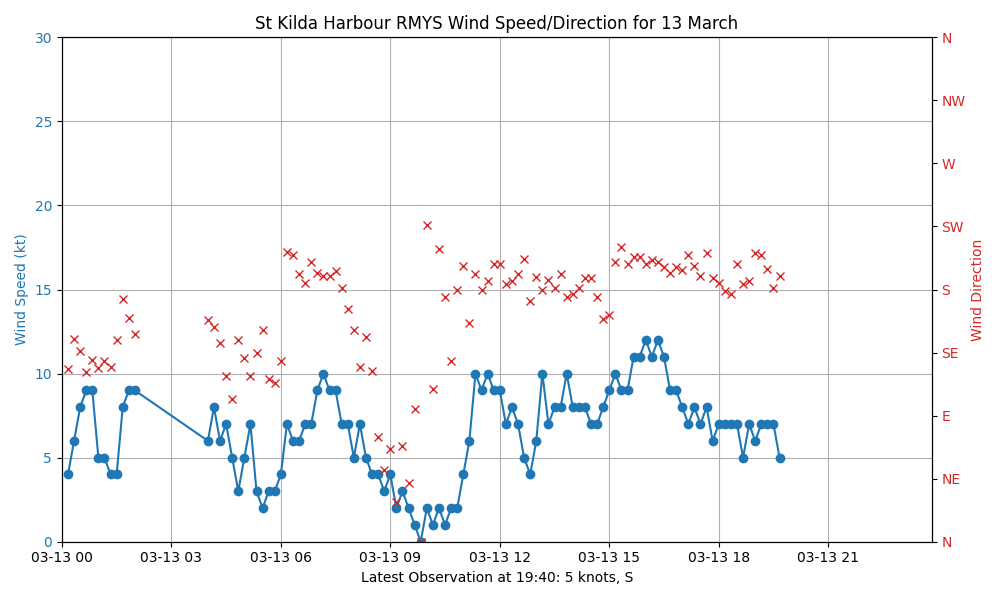 St Kilda Harbour RMYS Wind Speed/Direction for 13 March
30
25
20
15
10
5
0
Wind Speed (kt)
N
NW
W
SW
S
SE
E
NE
N
Wind Direction
03-13 00
03-13 03
03-13 06
03-13 09
03-13 12
03-13 15
03-13 18
03-13 21
Latest Observation at 19:40: 5 knots, S